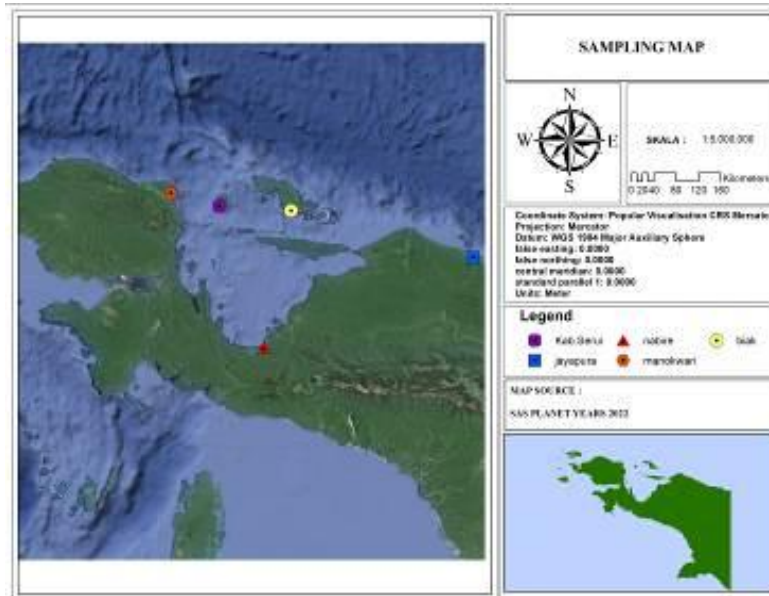 SAMPLING MAP
N
W E
S
SKALA : 1:5.000.000
Kilometers
0 20 40 80 120 160
Coordinate System: Popular Visualisation CRS Mercator
Projection: Mercator
Datum: WGS 1984 Major Auxiliary Sphere
false easting: 0.0000
false northing: 0.0000
central meridian: 0.0000
standard parallel 1: 0.0000
Units: Meter
Legend
Kab.Serui nabire biak
jayapura manokwari
MAP SOURCE :
SAS PLANET YEARS 2022